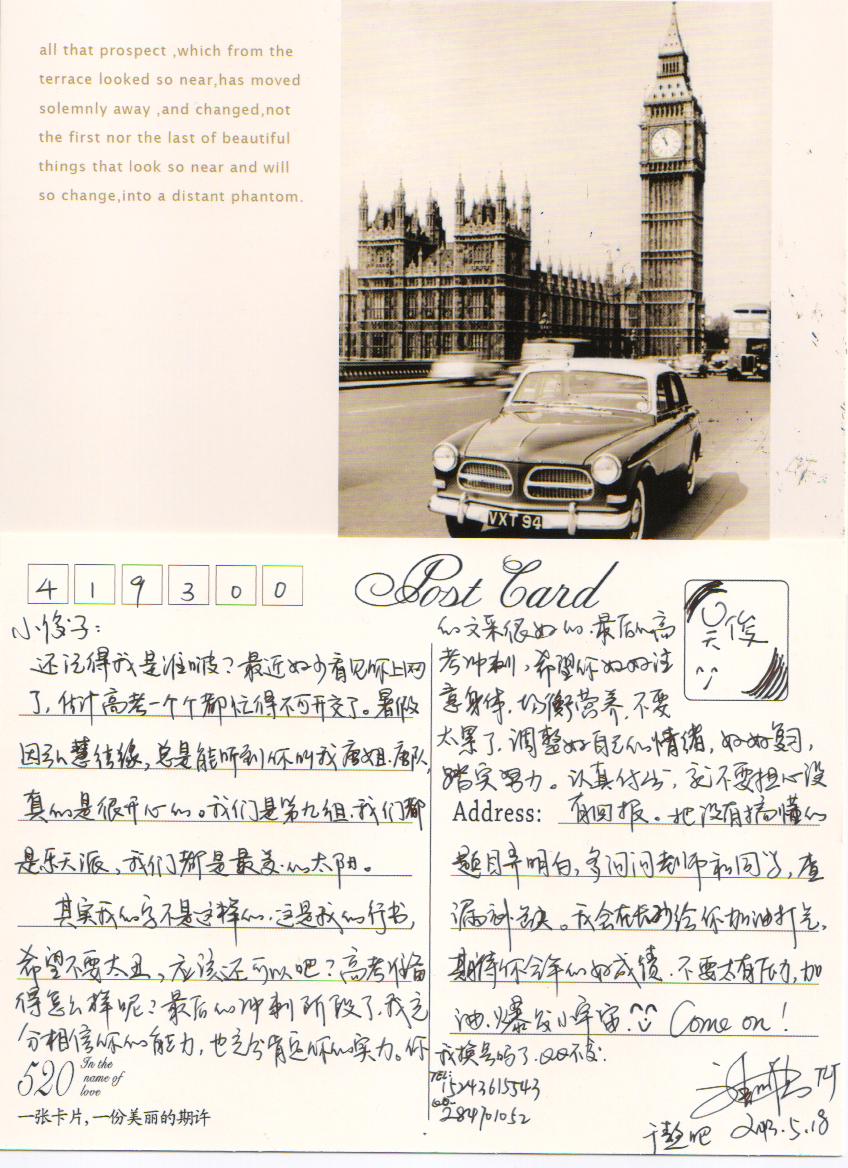 all that prospect ,which from the
terrace looked so near,has moved
solemnly away ,and changed,not
the first nor the last of beautiful
things that look so near and will
so change,into a distant phantom.
VXT 94
419300
Post Card
吴俊
小俊子:
还记得我是谁啵?最近好少看见你上网
了,估计高考一个个都忙得不可开交了。暑假
因弘慧结缘,总是能听到你叫我唐姐.唐队,
真的是很开心的。我们是第九组.我们都
是乐天派,我们都是最美的太阳。
其实我的字不是这样的,这是我的行书,
希望不要太丑,应该还可以吧?高考准备
得怎么样呢?最后的冲刺阶段了.我充
分相信你的能力,也充分肯定你的实力。你
的文采很好的.最后的高
考冲刺,希望你好好注
意身体.均衡营养.不要
太累了.调整好自己的情绪,好好复习,
踏实努力。认真付出,就不要担心没
Address: 有回报。把没有搞懂的
题目弄明白,多问问老师和同学,查
漏补缺。我会在长沙给你加油打气,
期待你今年的好成绩.不要太有压力,加
油.爆发小宇宙. Come on!
我换号码了.QQ不变:
TEL:
15243615543
QQ:
284701052
2013.5.18
520 In the
name of
love
一张卡片,一份美丽的期许